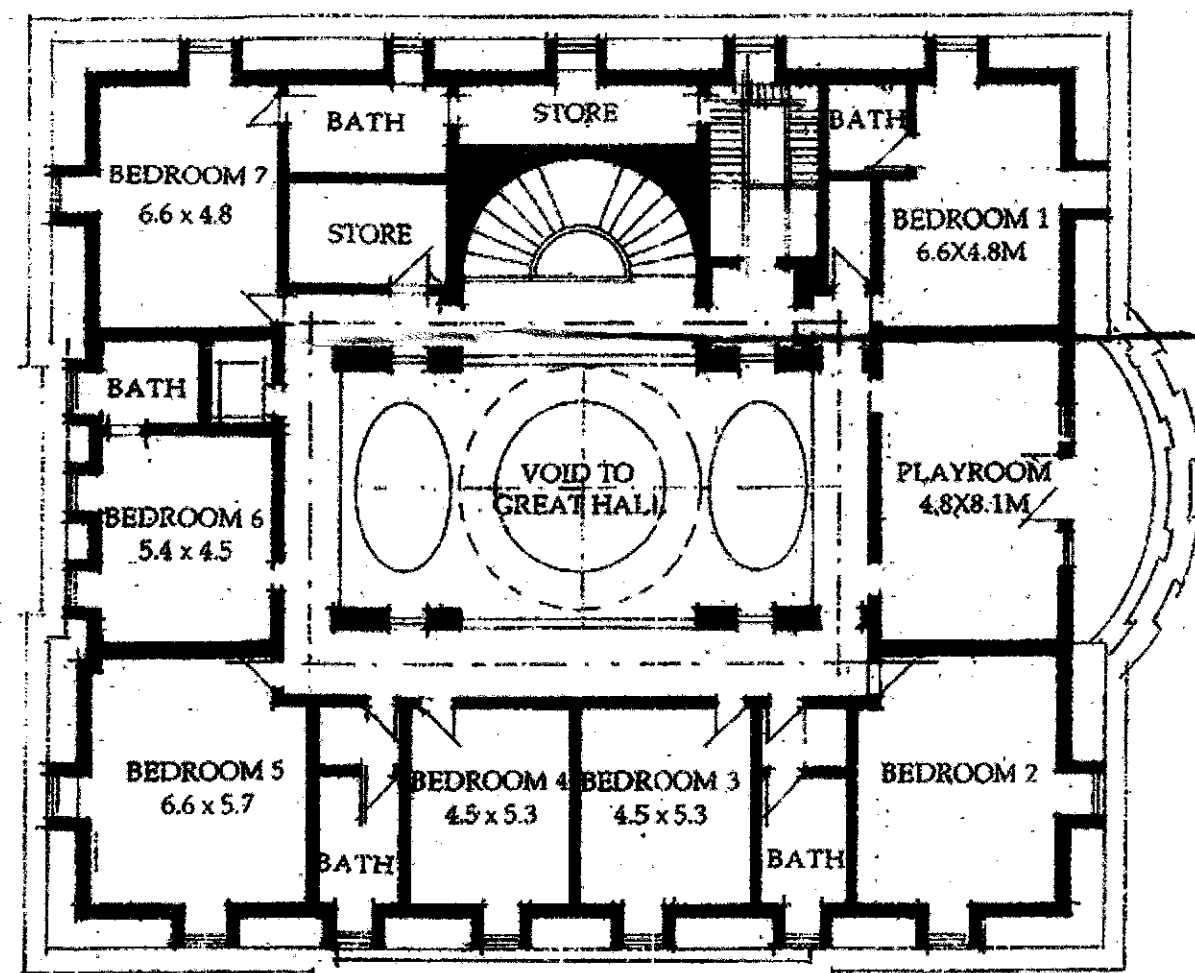 BATH
STORE
BATH
BEDROOM 7
6.6 x 4.8
STORE
BEDROOM 1
6.6X4.8M
BATH
VOID TO
GREAT HALL
PLAYROOM
4.8X8.1M
BEDROOM 6
5.4 x 4.5
BEDROOM 5
6.6 x 5.7
BEDROOM 4
4.5 x 5.3
BEDROOM 3
4.5 x 5.3
BEDROOM 2
BATH
BATH